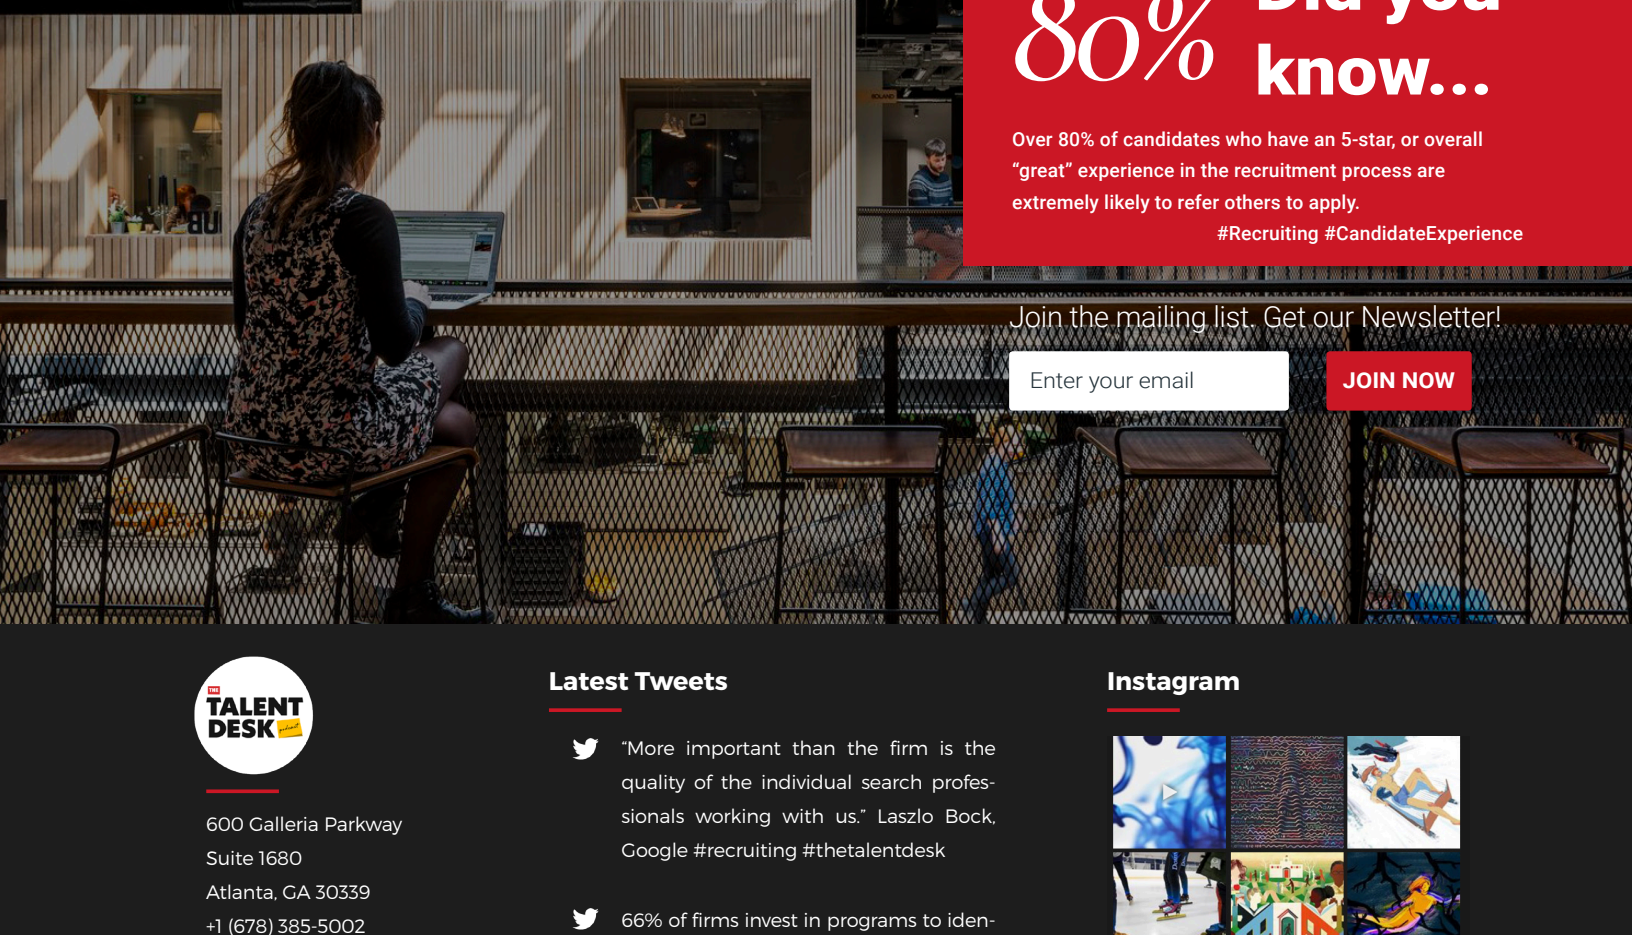 80%
Did you
know...
Over 80% of candidates who have an 5-star, or overall
“great” experience in the recruitment process are
extremely likely to refer others to apply.
#Recruiting #CandidateExperience
Join the mailing list. Get our Newsletter!
Enter your email
JOIN NOW
THE
TALENT
DESK
podcast
600 Galleria Parkway
Suite 1680
Atlanta, GA 30339
+1 (678) 385-5002
Latest Tweets
“More important than the firm is the
quality of the individual search profes-
sionals working with us.” Laszlo Bock,
Google #recruiting #thetalentdesk
66% of firms invest in programs to iden-
Instagram